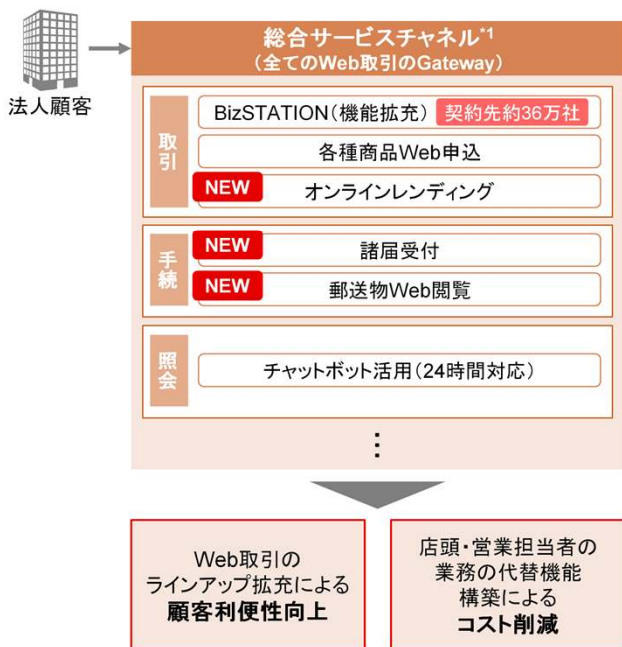 法人顧客
総合サービスチャネル*1
（全てのWeb取引のGateway）
取引
BizSTATION（機能拡充） 契約先約36万社
各種商品Web申込
NEW オンラインレンディング
手続
NEW 諸届受付
NEW 郵送物Web閲覧
照会
チャットボット活用（24時間対応）
⋮
Web取引の
ラインアップ拡充による
顧客利便性向上
店頭・営業担当者の
業務の代替機能
構築による
コスト削減